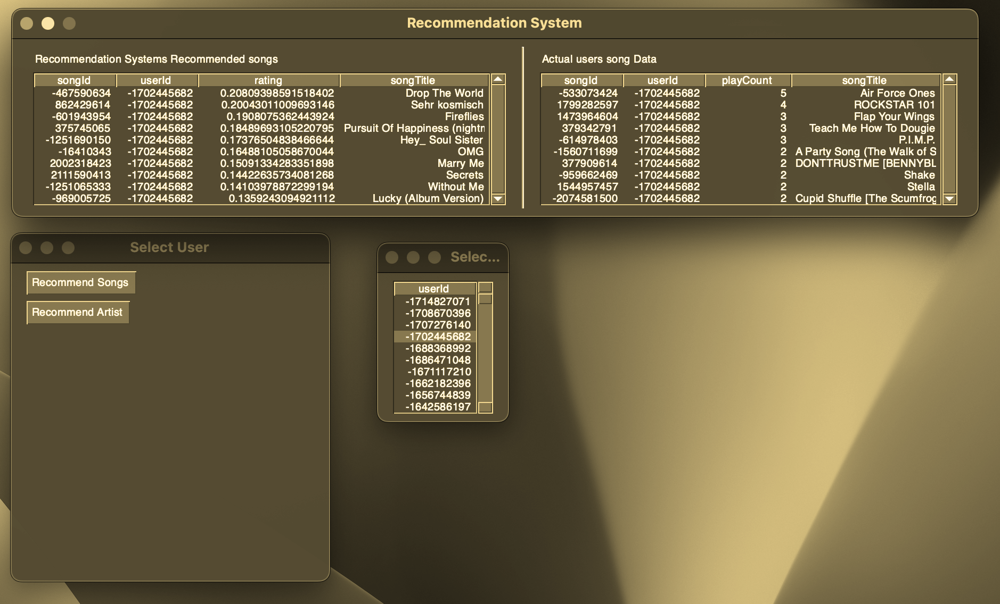 Recommendation System
Recommendation Systems Recommended songs
songId userId rating songTitle
-467590634 -1702445682 0.20809398591518402 Drop The World
862429614 -1702445682 0.20043011009693146 Sehr kosmisch
-601943954 -1702445682 0.1908075362443924 Fireflies
375745065 -1702445682 0.18489693105220795 Pursuit Of Happiness (nightn
-1251690150 -1702445682 0.17376504838466644 Hey_ Soul Sister
-16410343 -1702445682 0.16488105058670044 OMG
2002318423 -1702445682 0.15091334283351898 Marry Me
2111590413 -1702445682 0.14422635734081268 Secrets
-1251065333 -1702445682 0.14103978872299194 Without Me
-969005725 -1702445682 0.1359243094921112 Lucky (Album Version)
Actual users song Data
songId userId playCount songTitle
-533073424 -1702445682 5 Air Force Ones
1799282597 -1702445682 4 ROCKSTAR 101
1473964604 -1702445682 3 Flap Your Wings
379342791 -1702445682 3 Teach Me How To Dougie
-614978403 -1702445682 3 P.I.M.P.
-1560711699 -1702445682 2 A Party Song (The Walk of S
377909614 -1702445682 2 DONTTRUSTME [BENNYBL
-959662469 -1702445682 2 Shake
1544957457 -1702445682 2 Stella
-2074581500 -1702445682 2 Cupid Shuffle [The Scumfrog
Select User
Recommend Songs
Recommend Artist
Selec...
userId
-1714827071
-1708670396
-1707276140
-1702445682
-1688368992
-1686471048
-1671117210
-1662182396
-1656744839
-1642586197